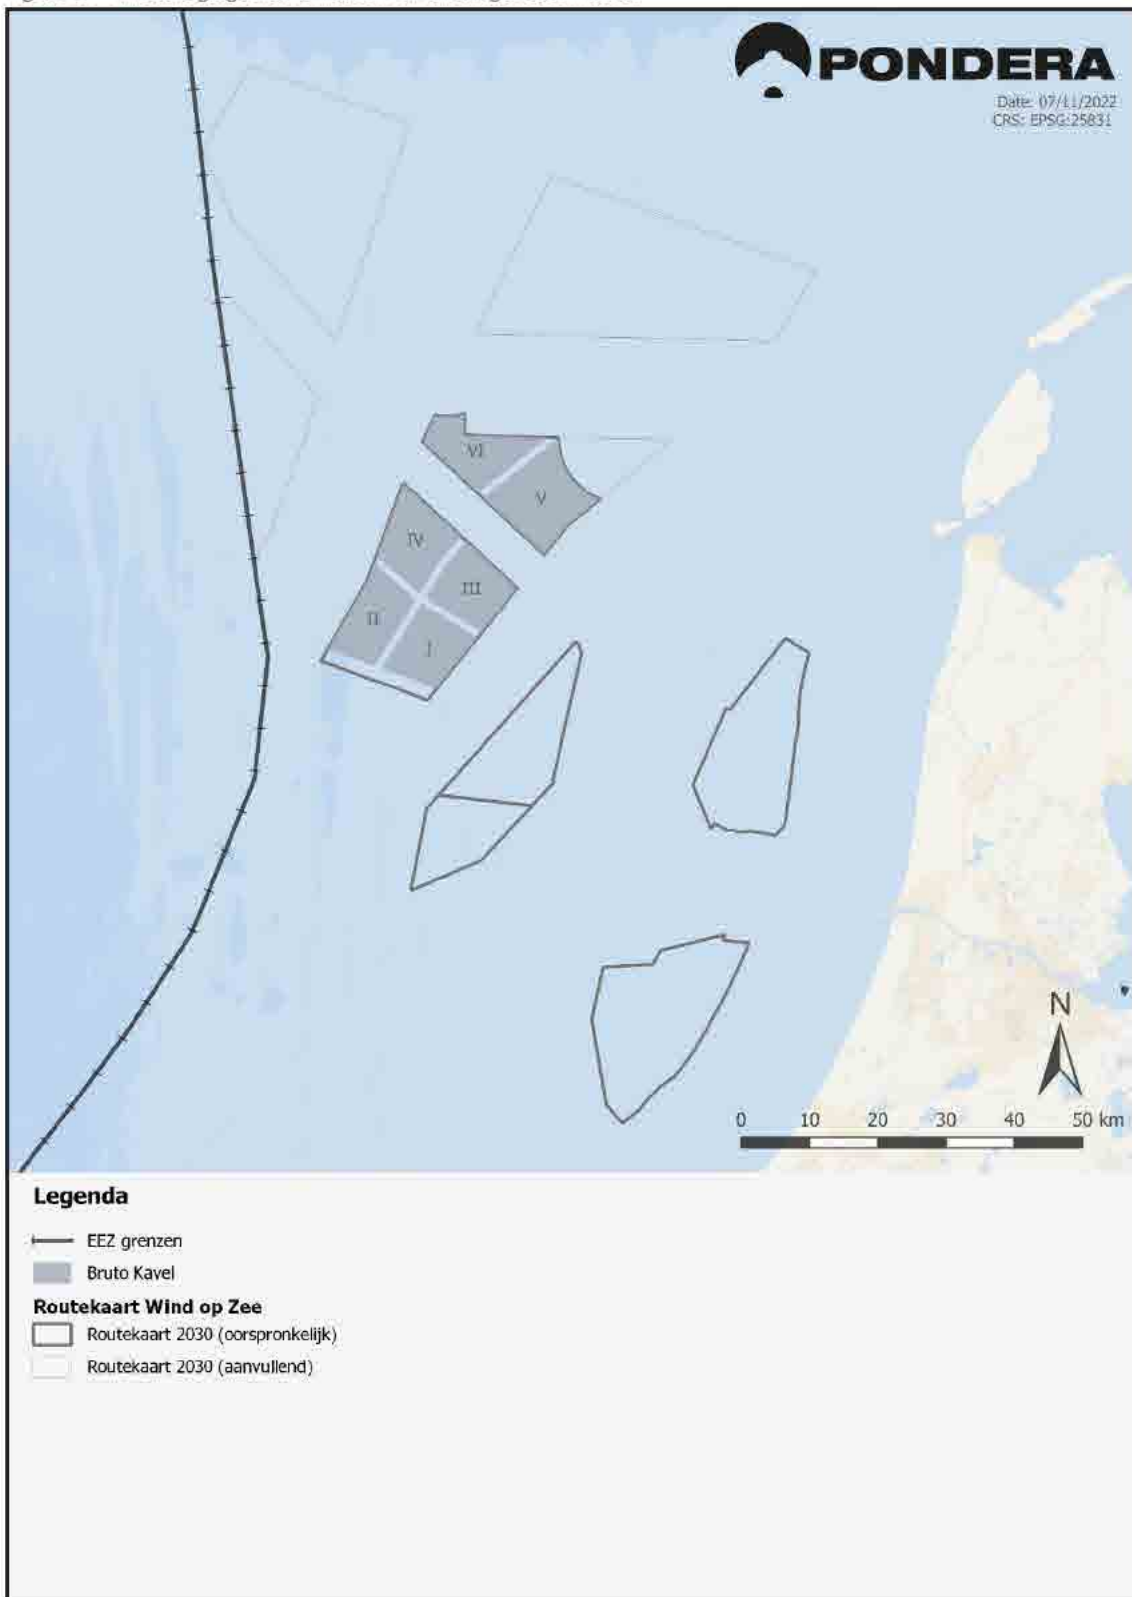 PONDERA
Date: 07/11/2022
CRS: EPSG:25831
VI
V
IV
III
II
I
N
0 10 20 30 40 50 km
Legenda
EEZ grenzen
Bruto Kavel
Routekaart Wind op Zee
Routekaart 2030 (oorspronkelijk)
Routekaart 2030 (aanvullend)